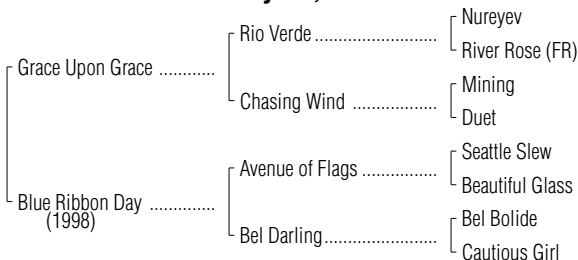 Nureyev
Rio Verde
River Rose (FR)
Grace Upon Grace
Mining
Chasing Wind
Duet
Seattle Slew
Avenue of Flags
Beautiful Glass
Blue Ribbon Day
(1998)
Bel Bolide
Bel Darling
Cautious Girl